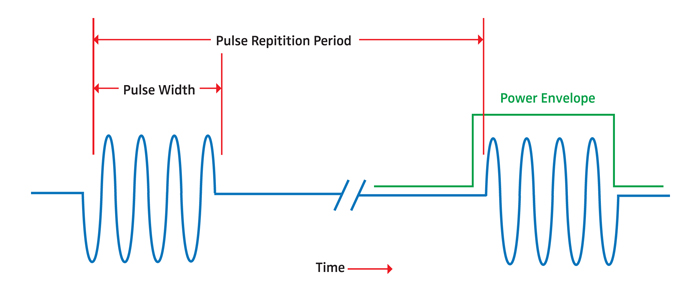 Pulse Repitition Period
Pulse Width
Power Envelope
Time